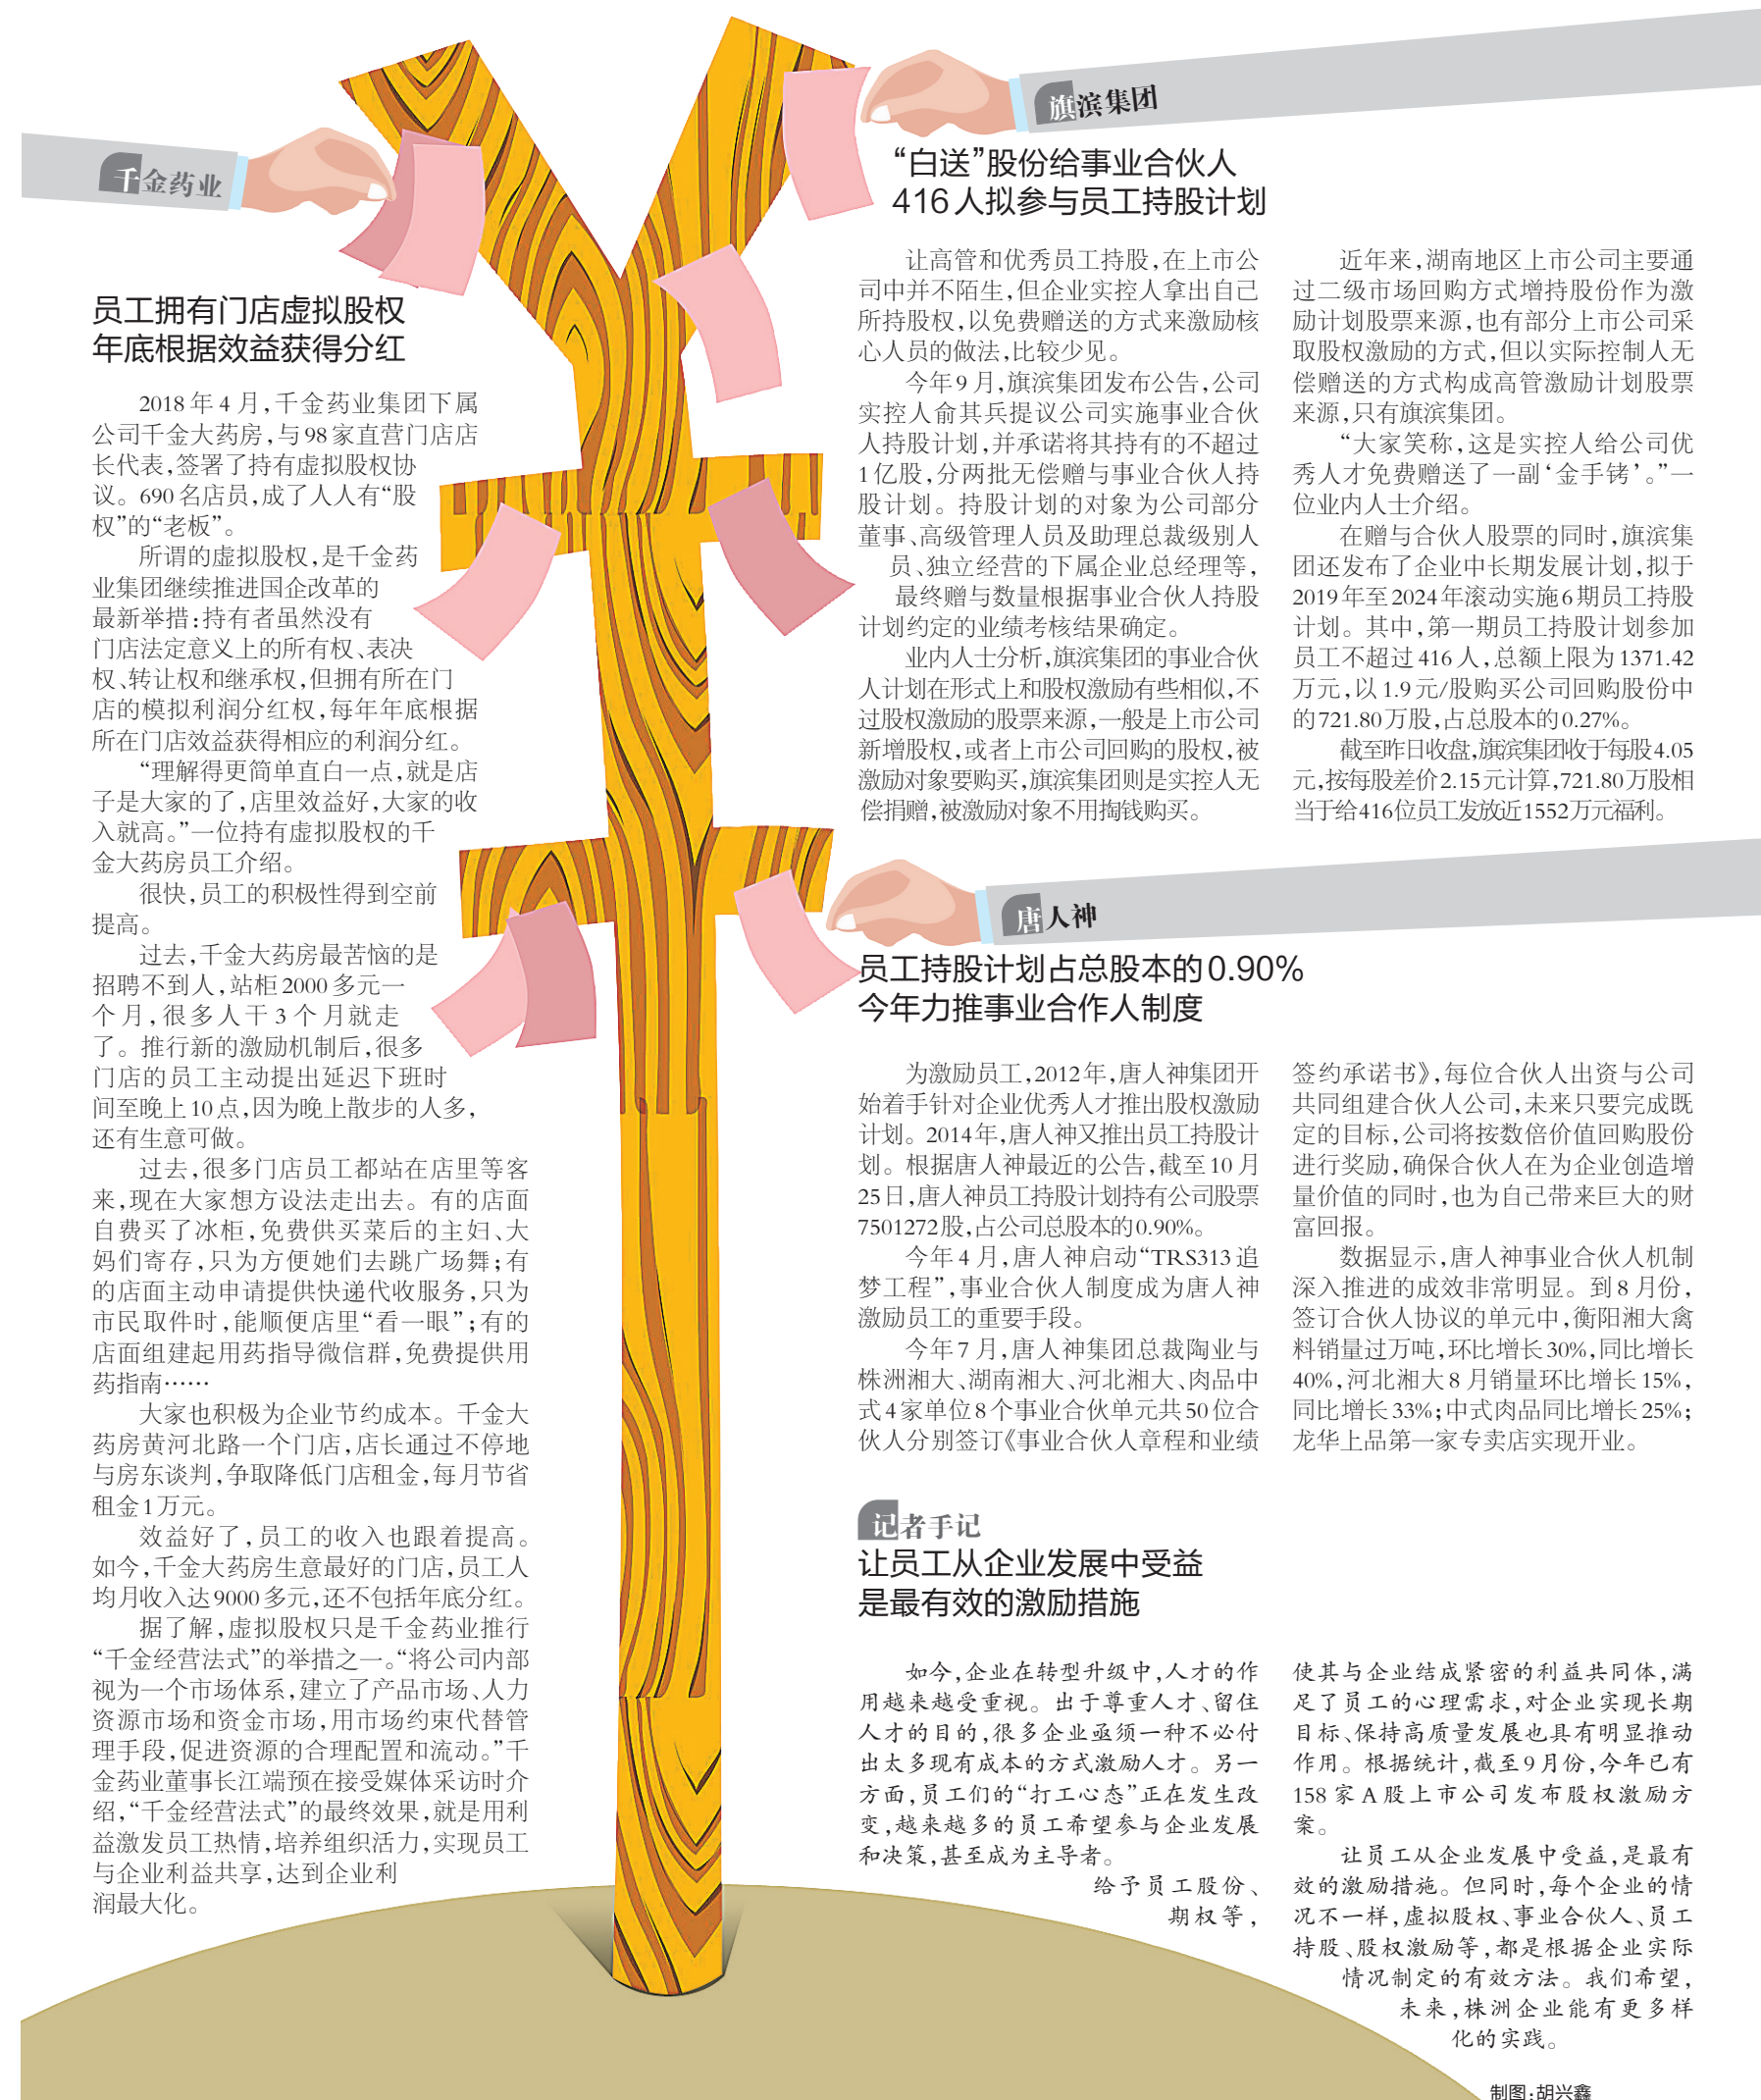 千金药业
员工拥有门店虚拟股权
年底根据效益获得分红
2018年4月,千金药业集团下属
公司千金大药房,与98家直营门店店
长代表,签署了持有虚拟股权协
议。690名店员,成了人人有“股
权”的“老板”。
所谓的虚拟股权,是千金药
业集团继续推进国企改革的
最新举措:持有者虽然没有
门店法定意义上的所有权、表决
权、转让权和继承权,但拥有所在门
店的模拟利润分红权,每年年底根据
所在门店效益获得相应的利润分红。
“理解得更简单直白一点,就是店
子是大家的了,店里效益好,大家的收
入就高。”一位持有虚拟股权的千
金大药房员工介绍。
很快,员工的积极性得到空前
提高。
过去,千金大药房最苦恼的是
招聘不到人,站柜2000多元一
个月,很多人干3个月就走
了。推行新的激励机制后,很多
门店的员工主动提出延迟下班时
间至晚上10点,因为晚上散步的人多,
还有生意可做。
过去,很多门店员工都站在店里等客
来,现在大家想方设法走出去。有的店面
自费买了冰柜,免费供买菜后的主妇、大
妈们寄存,只为方便她们去跳广场舞;有
的店面主动申请提供快递代收服务,只为
市民取件时,能顺便店里“看一眼”;有的
店面组建起用药指导微信群,免费提供用
药指南……
大家也积极为企业节约成本。千金大
药房黄河北路一个门店,店长通过不停地
与房东谈判,争取降低门店租金,每月节省
租金1万元。
效益好了,员工的收入也跟着提高。
如今,千金大药房生意最好的门店,员工人
均月收入达9000多元,还不包括年底分红。
据了解,虚拟股权只是千金药业推行
“千金经营法式”的举措之一。“将公司内部
视为一个市场体系,建立了产品市场、人力
资源市场和资金市场,用市场约束代替管
理手段,促进资源的合理配置和流动。”千
金药业董事长江端预在接受媒体采访时介
绍,“千金经营法式”的最终效果,就是用利
益激发员工热情,培养组织活力,实现员工
与企业利益共享,达到企业利
润最大化。
旗滨集团
“白送”股份给事业合伙人
416人拟参与员工持股计划
让高管和优秀员工持股,在上市公
司中并不陌生,但企业实控人拿出自己
所持股权,以免费赠送的方式来激励核
心人员的做法,比较少见。
今年9月,旗滨集团发布公告,公司
实控人俞其兵提议公司实施事业合伙
人持股计划,并承诺将其持有的不超过
1亿股,分两批无偿赠与事业合伙人持
股计划。持股计划的对象为公司部分
董事、高级管理人员及助理总裁级别人
员、独立经营的下属企业总经理等,
最终赠与数量根据事业合伙人持股
计划约定的业绩考核结果确定。
业内人士分析,旗滨集团的事业合伙
人计划在形式上和股权激励有些相似,不
过股权激励的股票来源,一般是上市公司
新增股权,或者上市公司回购的股权,被
激励对象要购买,旗滨集团则是实控人无
偿捐赠,被激励对象不用掏钱购买。
近年来,湖南地区上市公司主要通
过二级市场回购方式增持股份作为激
励计划股票来源,也有部分上市公司采
取股权激励的方式,但以实际控制人无
偿赠送的方式构成高管激励计划股票
来源,只有旗滨集团。
“大家笑称,这是实控人给公司优
秀人才免费赠送了一副‘金手铐’。”一
位业内人士介绍。
在赠与合伙人股票的同时,旗滨集
团还发布了企业中长期发展计划,拟于
2019年至2024年滚动实施6期员工持股
计划。其中,第一期员工持股计划参加
员工不超过416人,总额上限为1371.42
万元,以1.9元/股购买公司回购股份中
的721.80万股,占总股本的0.27%。
截至昨日收盘,旗滨集团收于每股4.05
元,按每股差价2.15元计算,721.80万股相
当于给416位员工发放近1552万元福利。
唐人神
员工持股计划占总股本的0.90%
今年力推事业合作人制度
为激励员工,2012年,唐人神集团开
始着手针对企业优秀人才推出股权激励
计划。2014年,唐人神又推出员工持股计
划。根据唐人神最近的公告,截至10月
25日,唐人神员工持股计划持有公司股票
7501272股,占公司总股本的0.90%。
今年4月,唐人神启动“TRS313追
梦工程”,事业合伙人制度成为唐人神
激励员工的重要手段。
今年7月,唐人神集团总裁陶业与
株洲湘大、湖南湘大、河北湘大、肉品中
式4家单位8个事业合伙单元共50位合
伙人分别签订《事业合伙人章程和业绩
签约承诺书》,每位合伙人出资与公司
共同组建合伙人公司,未来只要完成既
定的目标,公司将按数倍价值回购股份
进行奖励,确保合伙人在为企业创造增
量价值的同时,也为自己带来巨大的财
富回报。
数据显示,唐人神事业合伙人机制
深入推进的成效非常明显。到8月份,
签订合伙人协议的单元中,衡阳湘大禽
料销量过万吨,环比增长30%,同比增长
40%,河北湘大8月销量环比增长15%,
同比增长33%;中式肉品同比增长25%;
龙华上品第一家专卖店实现开业。
记者手记
让员工从企业发展中受益
是最有效的激励措施
如今,企业在转型升级中,人才的作
用越来越受重视。出于尊重人才、留住
人才的目的,很多企业亟须一种不必付
出太多现有成本的方式激励人才。另一
方面,员工们的“打工心态”正在发生改
变,越来越多的员工希望参与企业发展
和决策,甚至成为主导者。
给予员工股份、
期权等,
使其与企业结成紧密的利益共同体,满
足了员工的心理需求,对企业实现长期
目标、保持高质量发展也具有明显推动
作用。根据统计,截至9月份,今年已有
158家A股上市公司发布股权激励方
案。
让员工从企业发展中受益,是最有
效的激励措施。但同时,每个企业的情
况不一样,虚拟股权、事业合伙人、员工
持股、股权激励等,都是根据企业实际
情况制定的有效方法。我们希望,
未来,株洲企业能有更多样
化的实践。
制图:胡兴鑫